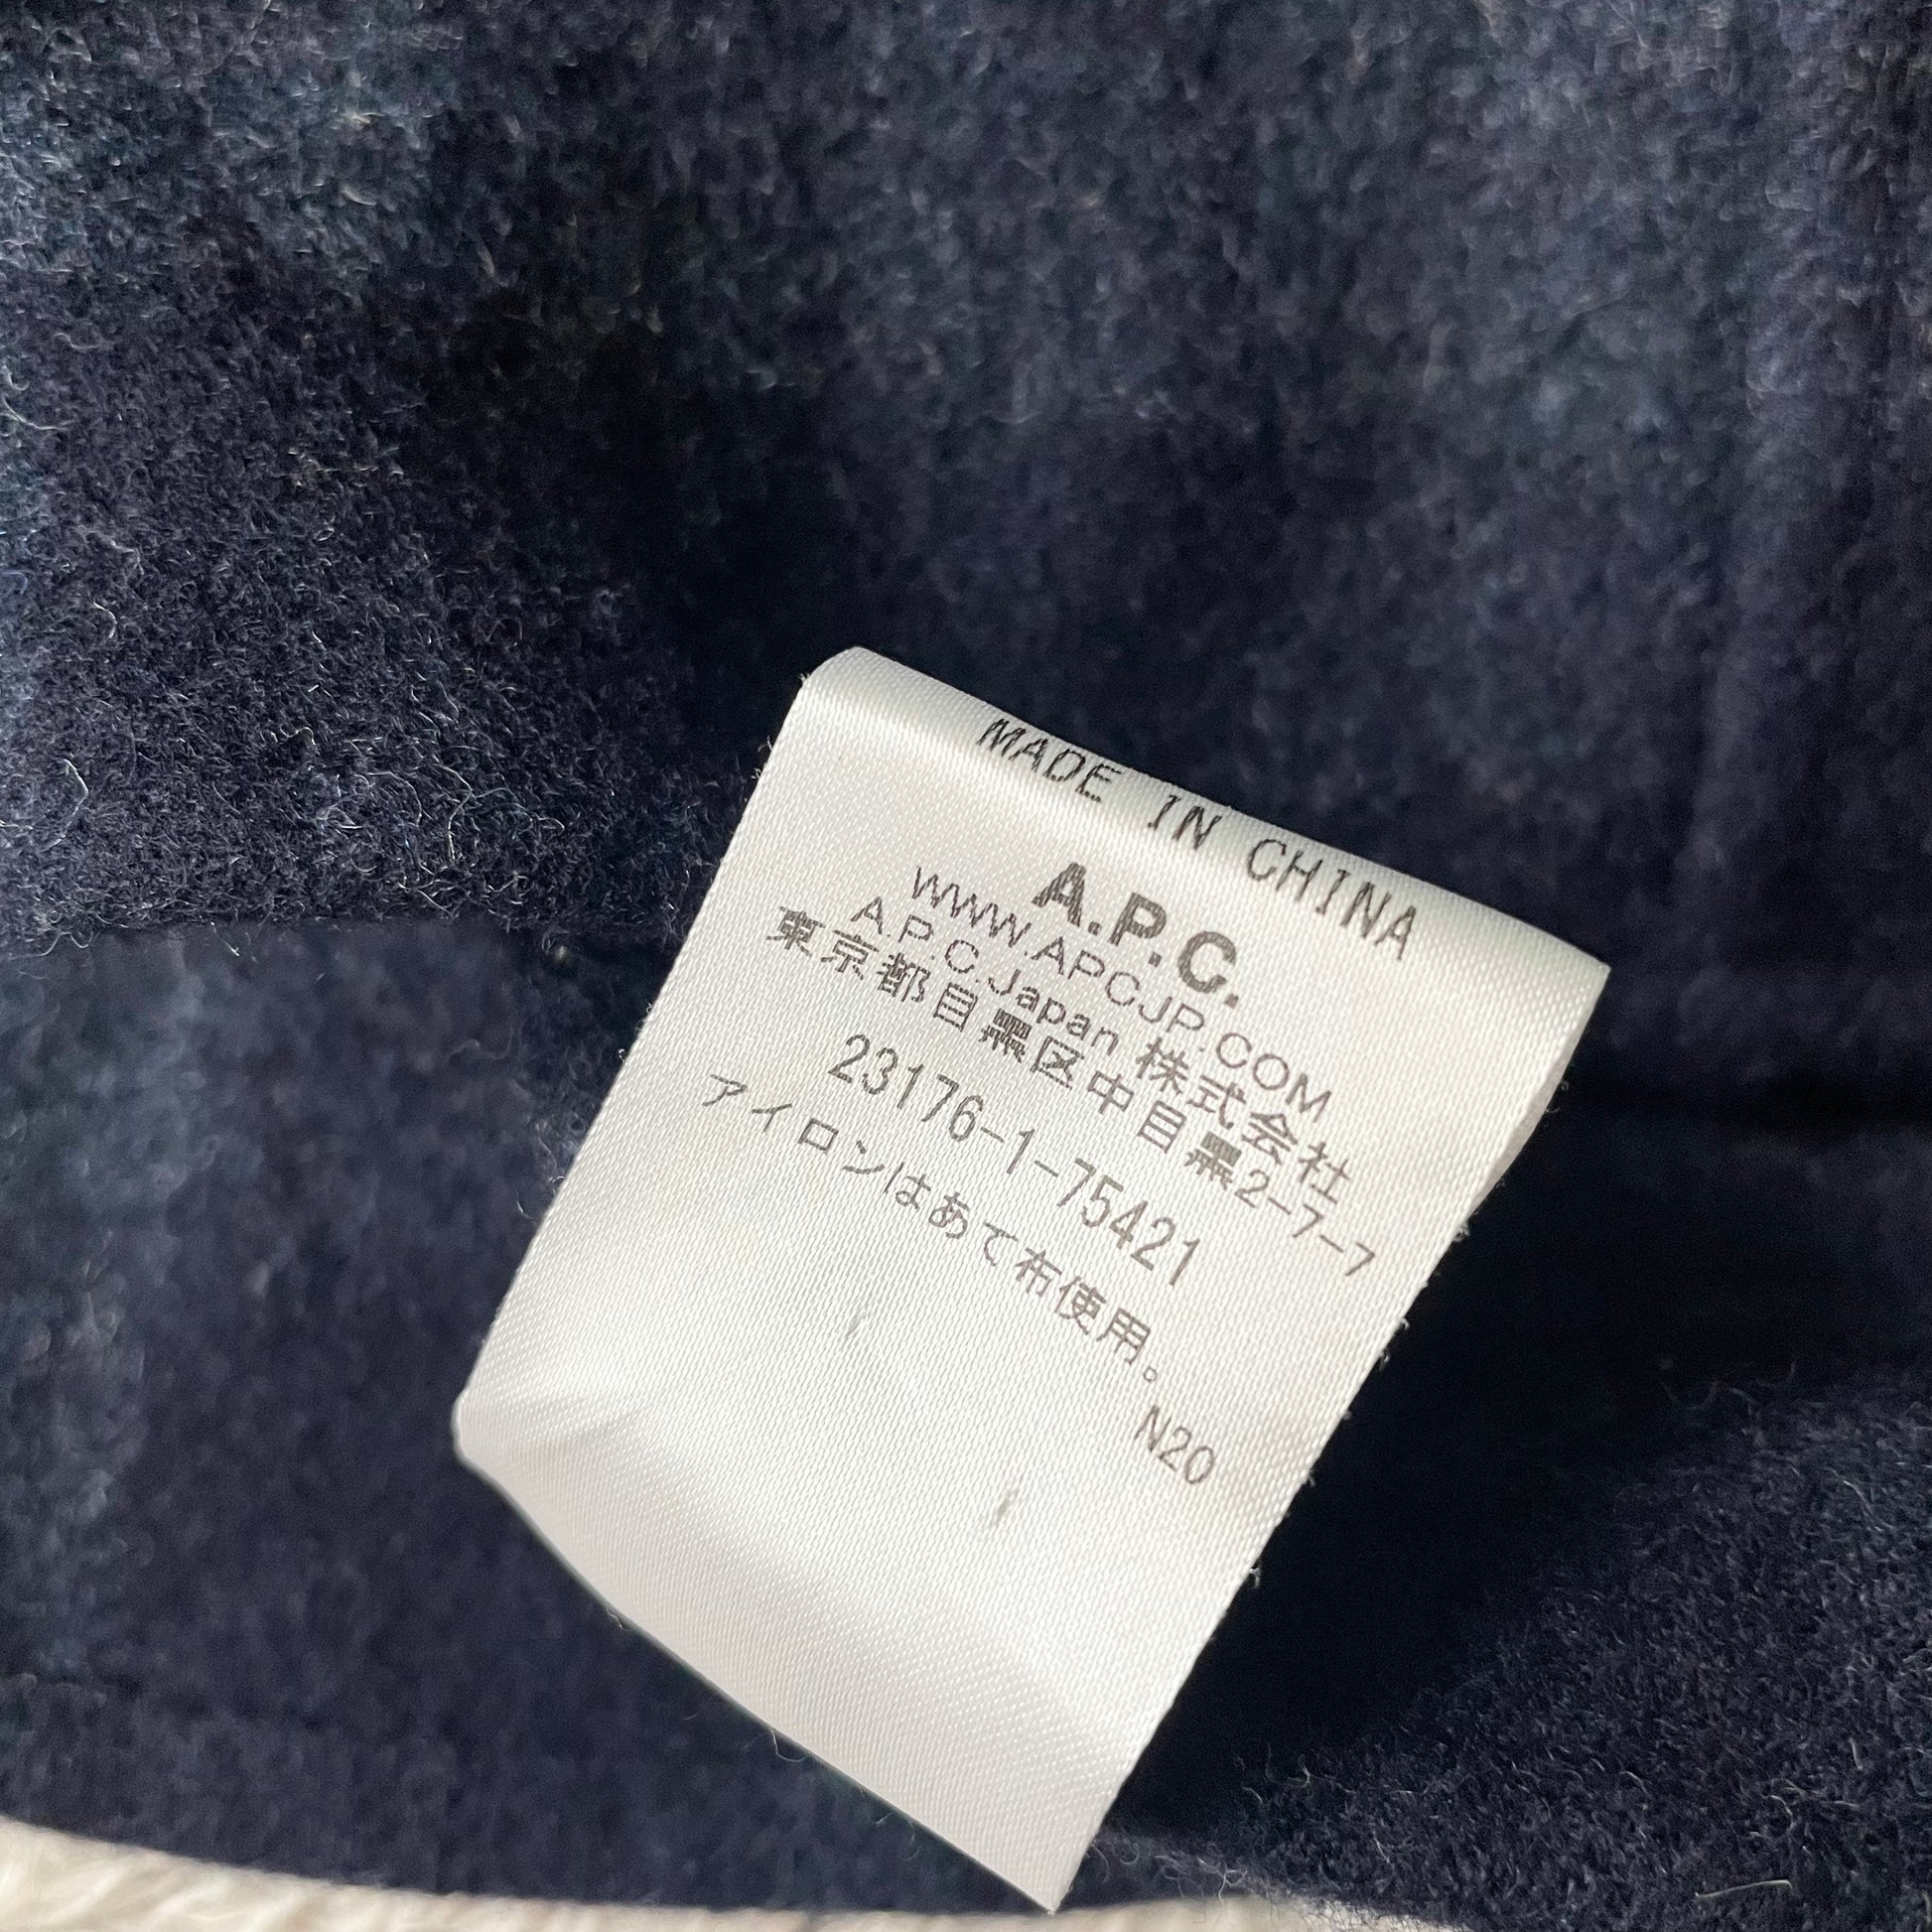 MADE IN CHINA
A.P.C.
WWW.APCJP.COM
A.P.C.Japan 株式会社
東京都目黒区中目黒2-7-7
23176-1-75421
アイロンはあて布使用。
N20